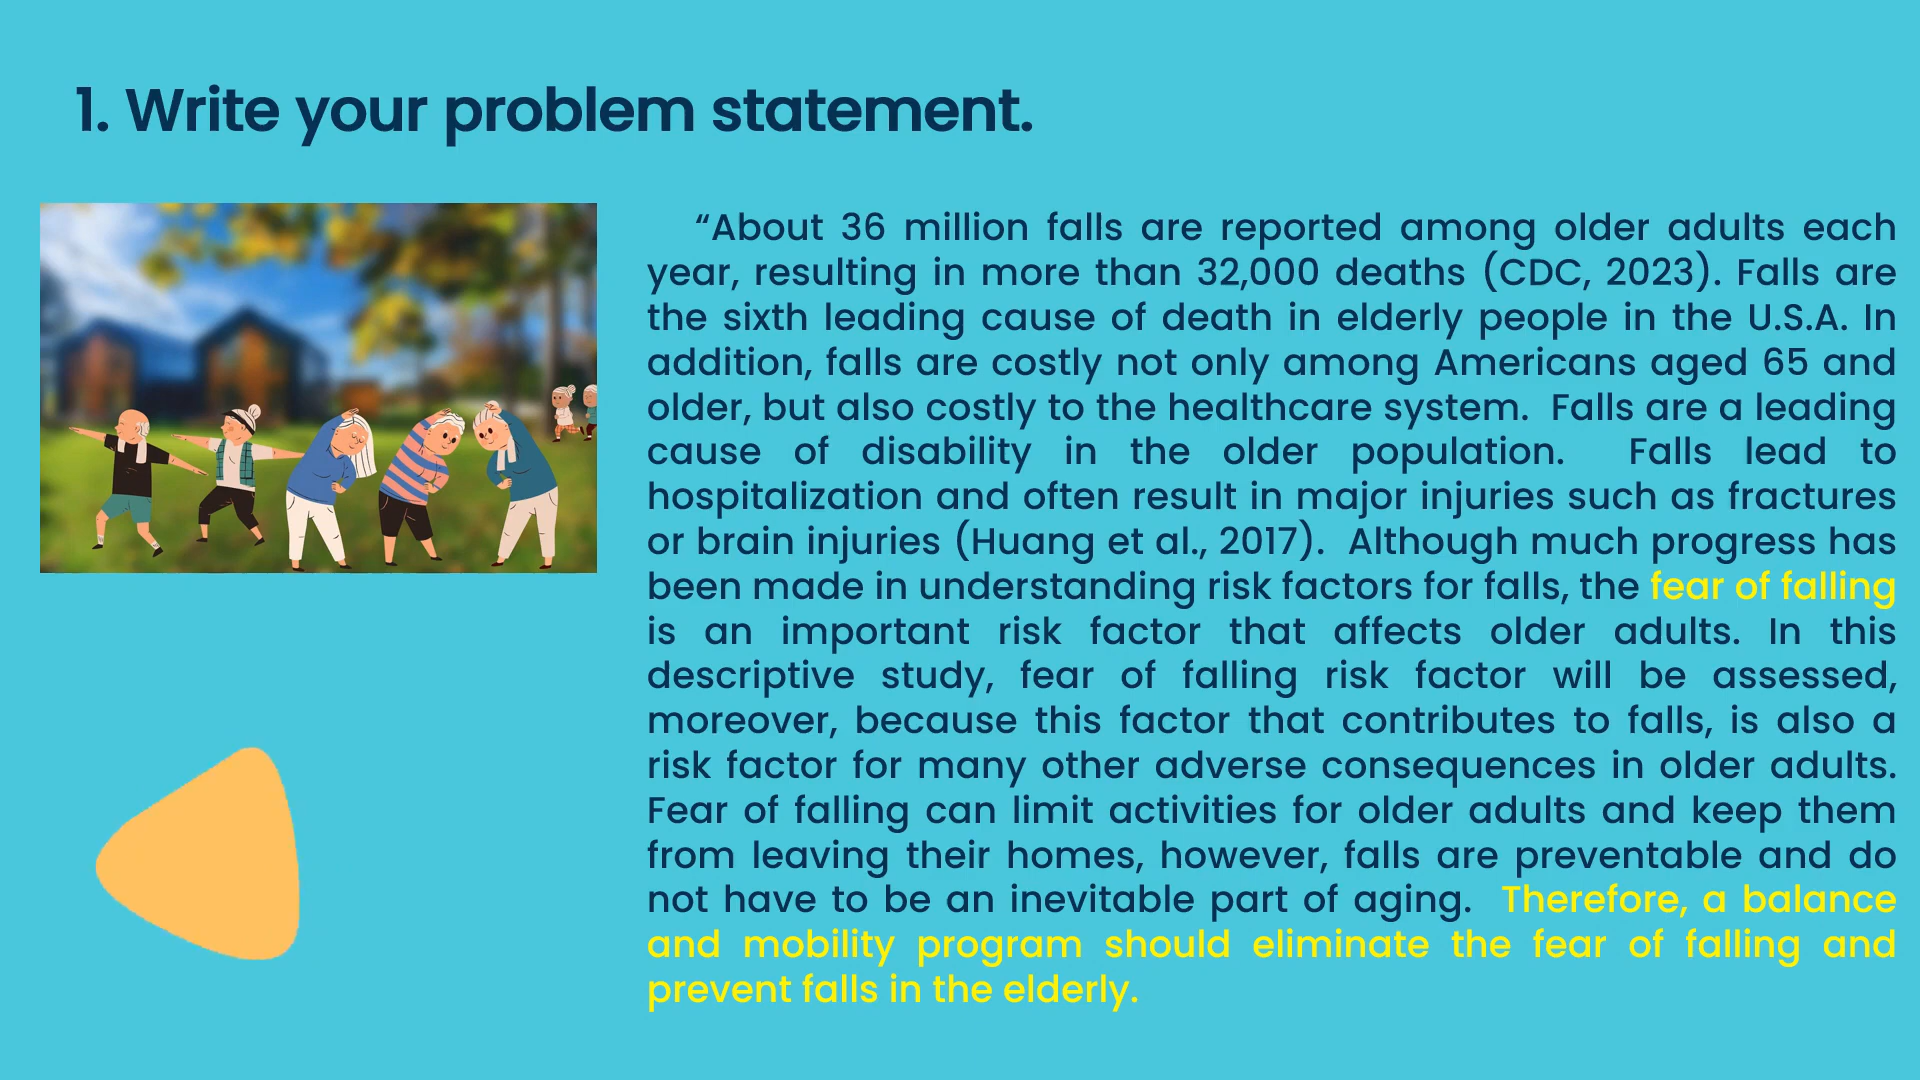 1. Write your problem statement.
“About 36 million falls are reported among older adults each
year, resulting in more than 32,000 deaths (CDC, 2023). Falls are
the sixth leading cause of death in elderly people in the U.S.A. In
addition, falls are costly not only among Americans aged 65 and
older, but also costly to the healthcare system.  Falls are a leading
cause of disability in the older population.  Falls lead to
hospitalization and often result in major injuries such as fractures
or brain injuries (Huang et al., 2017).  Although much progress has
been made in understanding risk factors for falls, the fear of falling
is an important risk factor that affects older adults. In this
descriptive study, fear of falling risk factor will be assessed,
moreover, because this factor that contributes to falls, is also a
risk factor for many other adverse consequences in older adults.
Fear of falling can limit activities for older adults and keep them
from leaving their homes, however, falls are preventable and do
not have to be an inevitable part of aging.  Therefore, a balance
and mobility program should eliminate the fear of falling and
prevent falls in the elderly.